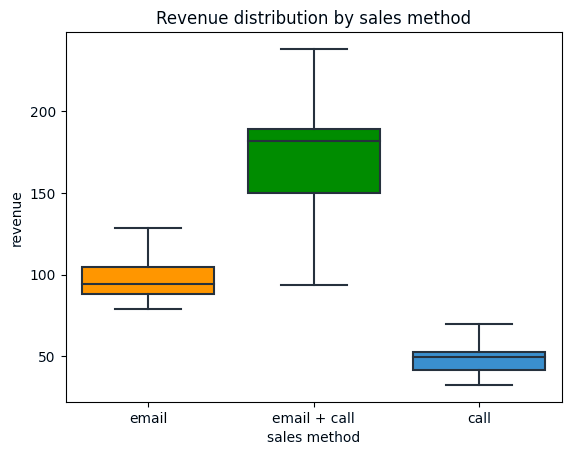 Revenue distribution by sales method
revenue
200
150
100
50
email
email + call
call
sales method